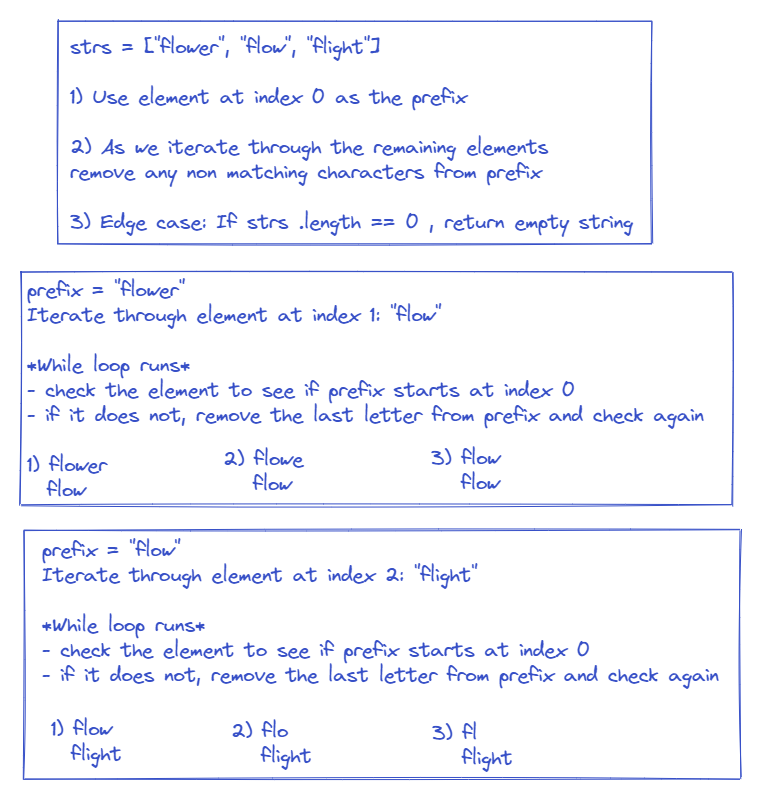 strs = ["flower", "flow", "flight"]
1) Use element at index 0 as the prefix
2) As we iterate through the remaining elements
remove any non matching characters from prefix
3) Edge case: If strs .length == 0 , return empty string
prefix = "flower"
Iterate through element at index 1: "flow"
*While loop runs*
- check the element to see if prefix starts at index 0
- if it does not, remove the last letter from prefix and check again
1) flower 2) flowe 3) flow
flow flow flow
prefix = "flow"
Iterate through element at index 2: "flight"
*While loop runs*
- check the element to see if prefix starts at index 0
- if it does not, remove the last letter from prefix and check again
1) flow 2) flo 3) fl
flight flight flight